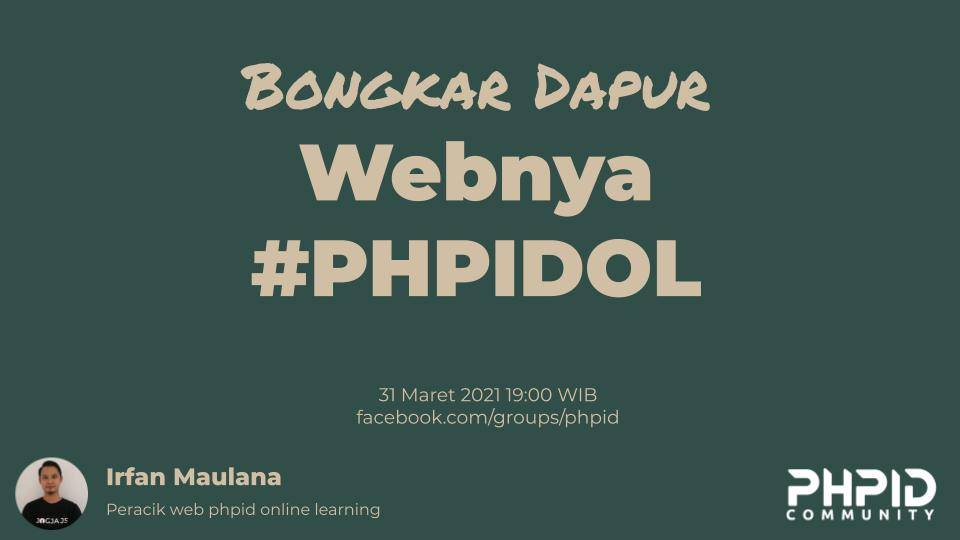 Bongkar Dapur
Webnya
#PHPIDOL
31 Maret 2021 19:00 WIB
facebook.com/groups/phpid
Irfan Maulana
Peracik web phpid online learning
JOGJAJS
PHPID
COMMUNITY